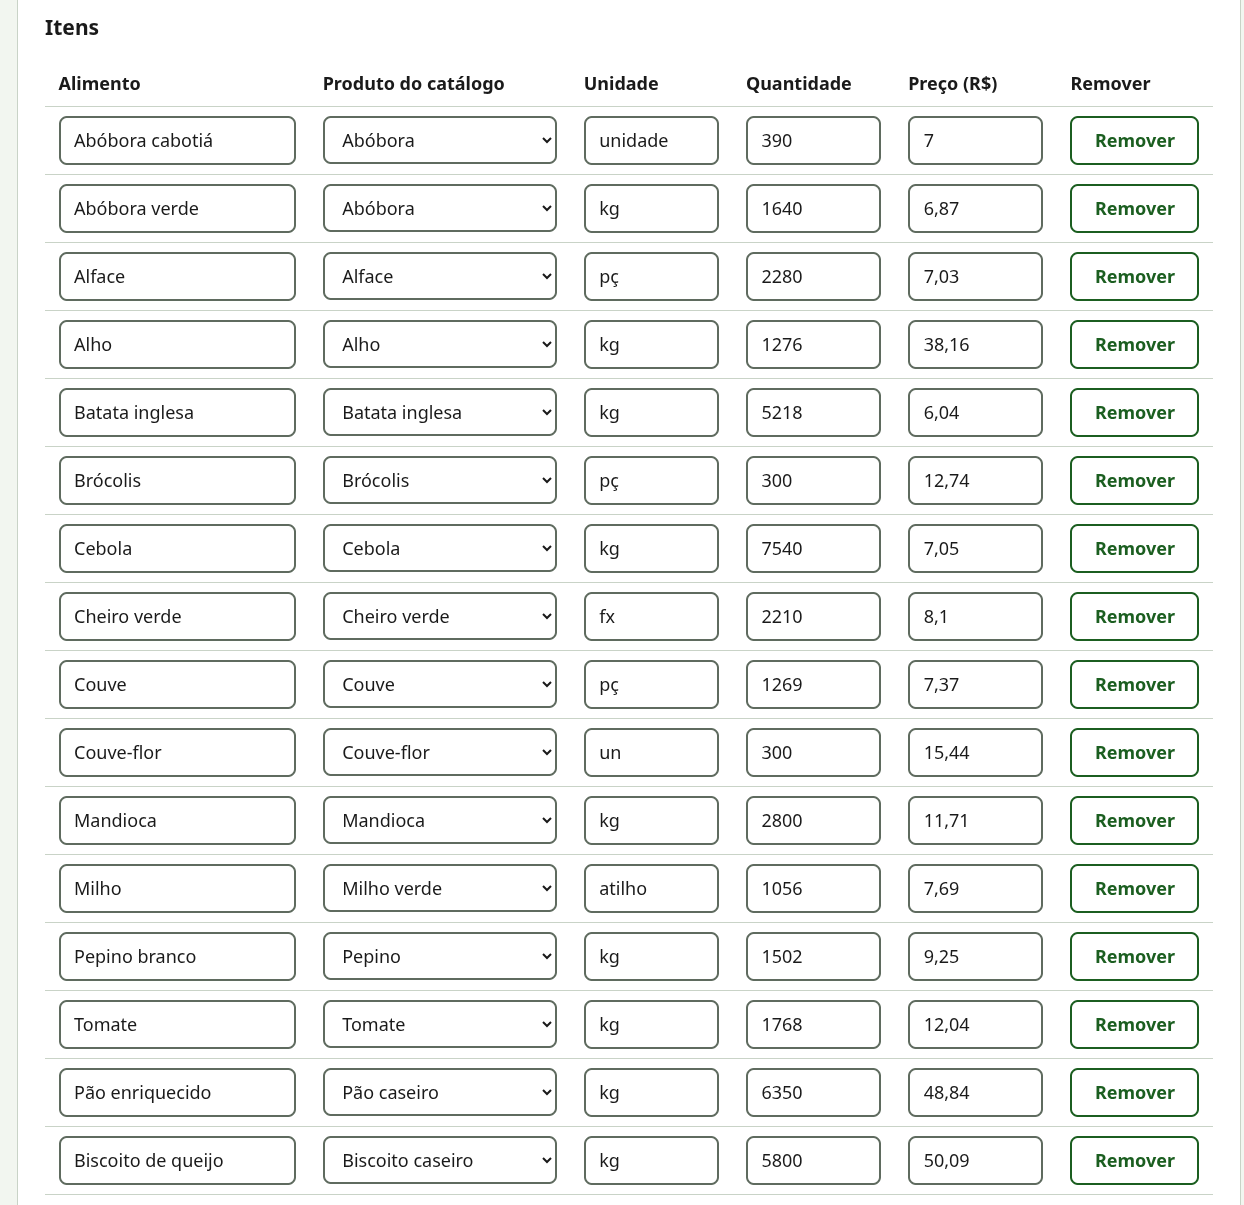 Itens
Alimento Produto do catálogo Unidade Quantidade Preço (R$) Remover
Abóbora cabotiá Abóbora unidade 390 7 Remover
Abóbora verde Abóbora kg 1640 6,87 Remover
Alface Alface pç 2280 7,03 Remover
Alho Alho kg 1276 38,16 Remover
Batata inglesa Batata inglesa kg 5218 6,04 Remover
Brócolis Brócolis pç 300 12,74 Remover
Cebola Cebola kg 7540 7,05 Remover
Cheiro verde Cheiro verde fx 2210 8,1 Remover
Couve Couve pç 1269 7,37 Remover
Couve-flor Couve-flor un 300 15,44 Remover
Mandioca Mandioca kg 2800 11,71 Remover
Milho Milho verde atilho 1056 7,69 Remover
Pepino branco Pepino kg 1502 9,25 Remover
Tomate Tomate kg 1768 12,04 Remover
Pão enriquecido Pão caseiro kg 6350 48,84 Remover
Biscoito de queijo Biscoito caseiro kg 5800 50,09 Remover